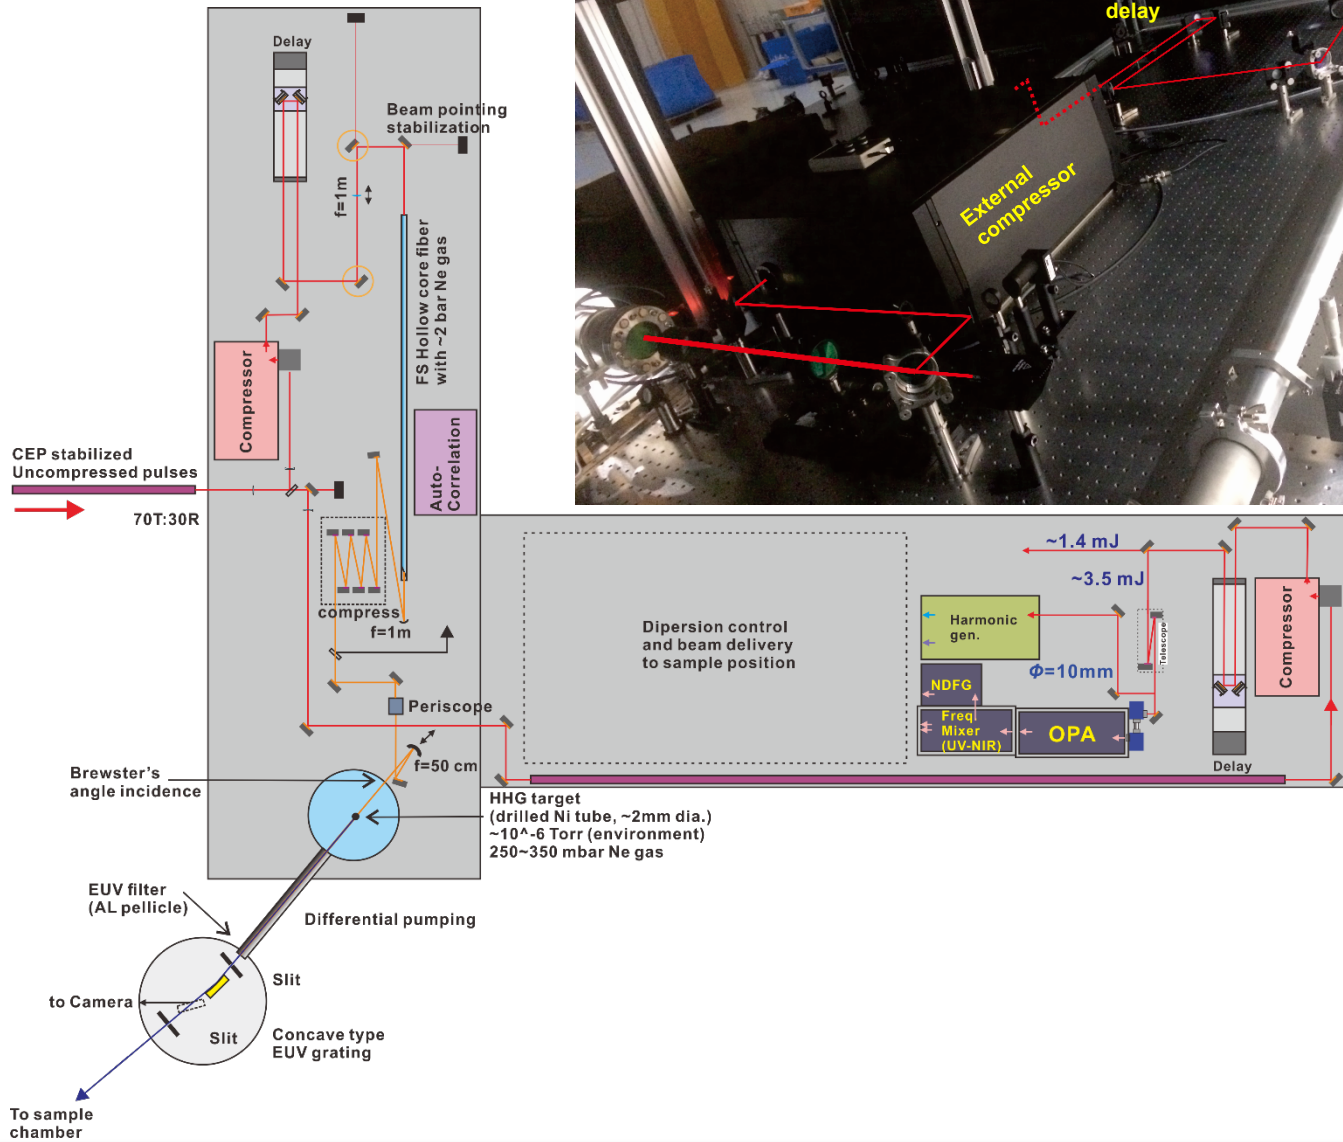 delay
External
compressor
Delay
Beam pointing
stabilization
f=1m
FS Hollow core fiber
with ~2 bar Ne gas
Compressor
Auto-
Correlation
CEP stabilized
Uncompressed pulses
70T:30R
compress
f=1m
Periscope
f=50 cm
Brewster's
angle incidence
HHG target
(drilled Ni tube, ~2mm dia.)
~10^-6 Torr (environment)
250~350 mbar Ne gas
EUV filter
(AL pellicle)
Differential pumping
Slit
to Camera
Slit
Concave type
EUV grating
To sample
chamber
Dipersion control
and beam delivery
to sample position
~1.4 mJ
~3.5 mJ
Harmonic
gen.
Telescope
Φ=10mm
NDFG
Freq.
Mixer
(UV-NIR)
OPA
Compressor
Delay